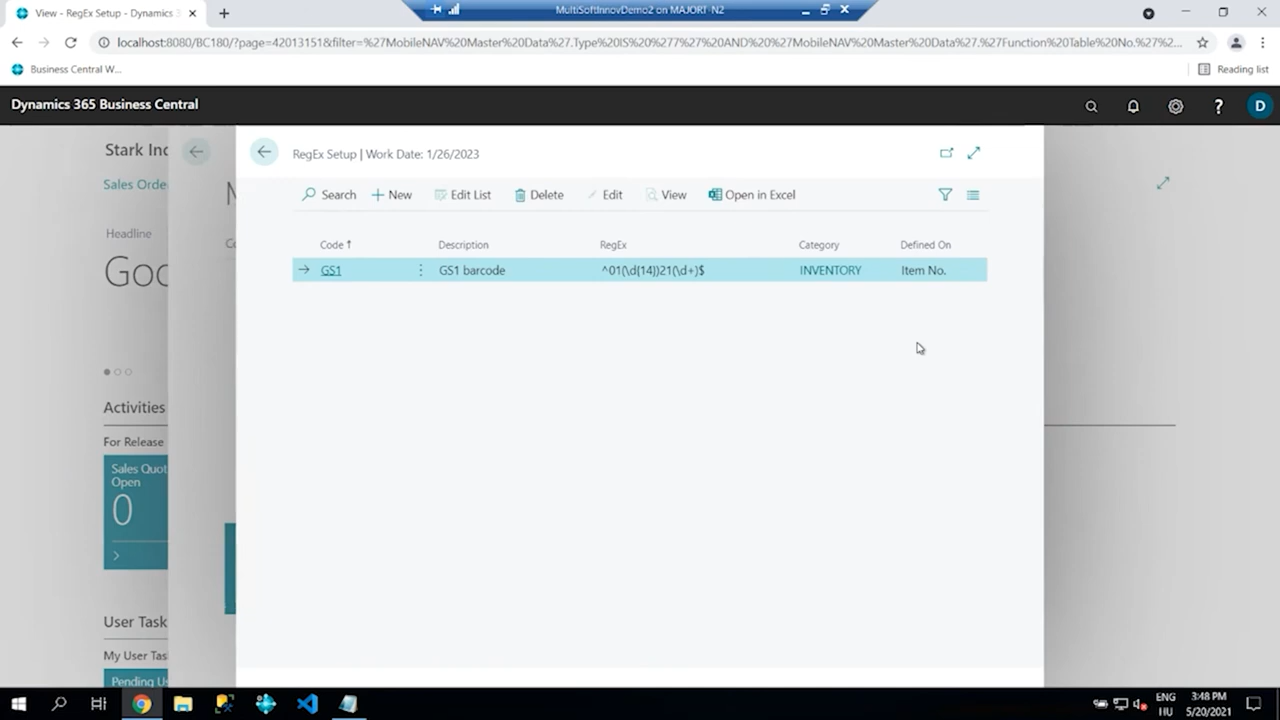 View - RegEx Setup - Dynamics 3
MultiSoftInnovDemo2 on MAJORT-N2
localhost:8080/BC180/?page=42013151&filter=%27MobileNAV%20Master%20Data%27.Type%20IS%20%277%27%20AND%20%27MobileNAV%20Master%20Data%27.%27Function%20Table%20No.%27%2...
Business Central W...
Reading list
Dynamics 365 Business Central
? D
Stark Inc
RegEx Setup | Work Date: 1/26/2023
Sales Orde
M
Search New Edit List Delete Edit View Open in Excel
Headline
Goo
Code Description RegEx Category Defined On
GS1 GS1 barcode ^01(\d{14})21(\d+)$ INVENTORY Item No.
Activities
For Release
Sales Quot
Open
0
User Task
My User Tas
Pending Us
ENG
HU
3:48 PM
5/20/2021